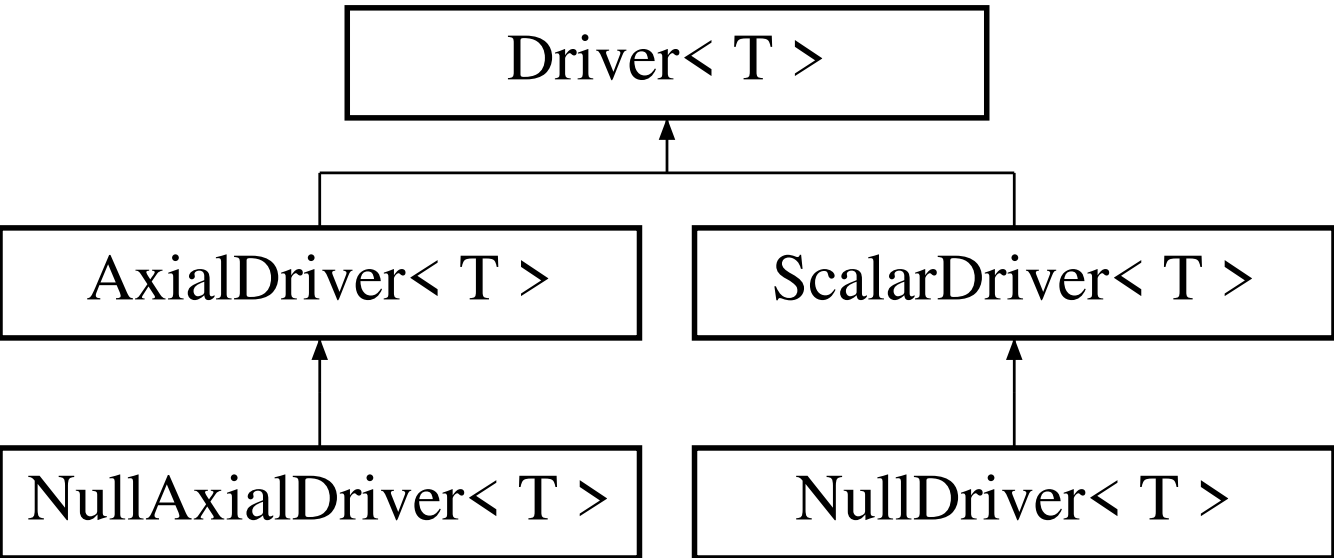 Driver< T >
AxialDriver< T >
ScalarDriver< T >
NullAxialDriver< T >
NullDriver< T >